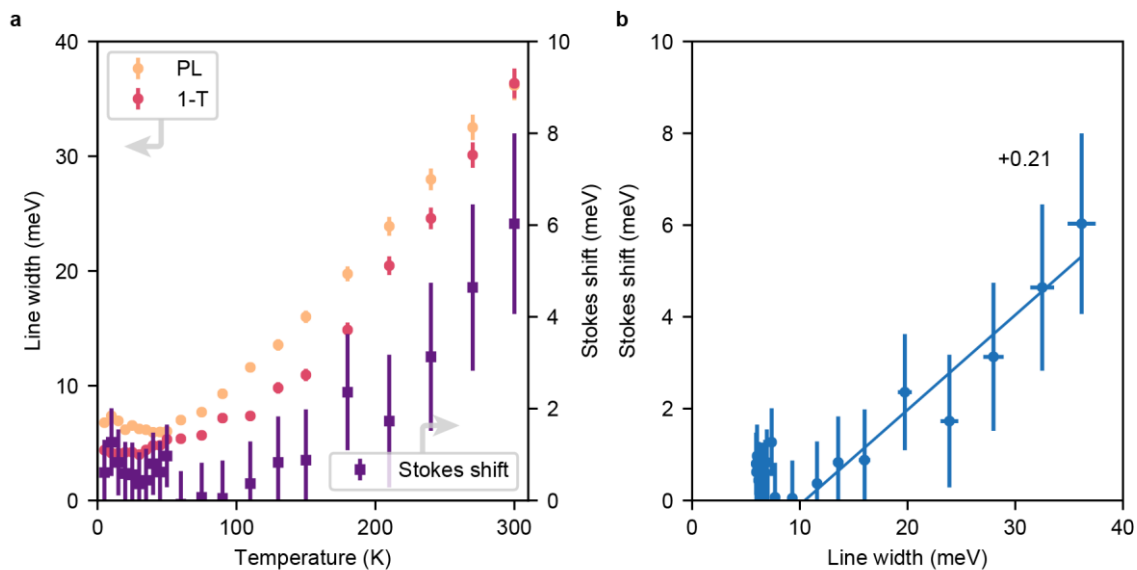 a
40
30
20
10
0
Line width (meV)
PL
1-T
Stokes shift
0
100
200
300
Temperature (K)
10
8
6
4
2
0
Stokes shift (meV)
b
10
8
6
4
2
0
Stokes shift (meV)
+0.21
0
10
20
30
40
Line width (meV)